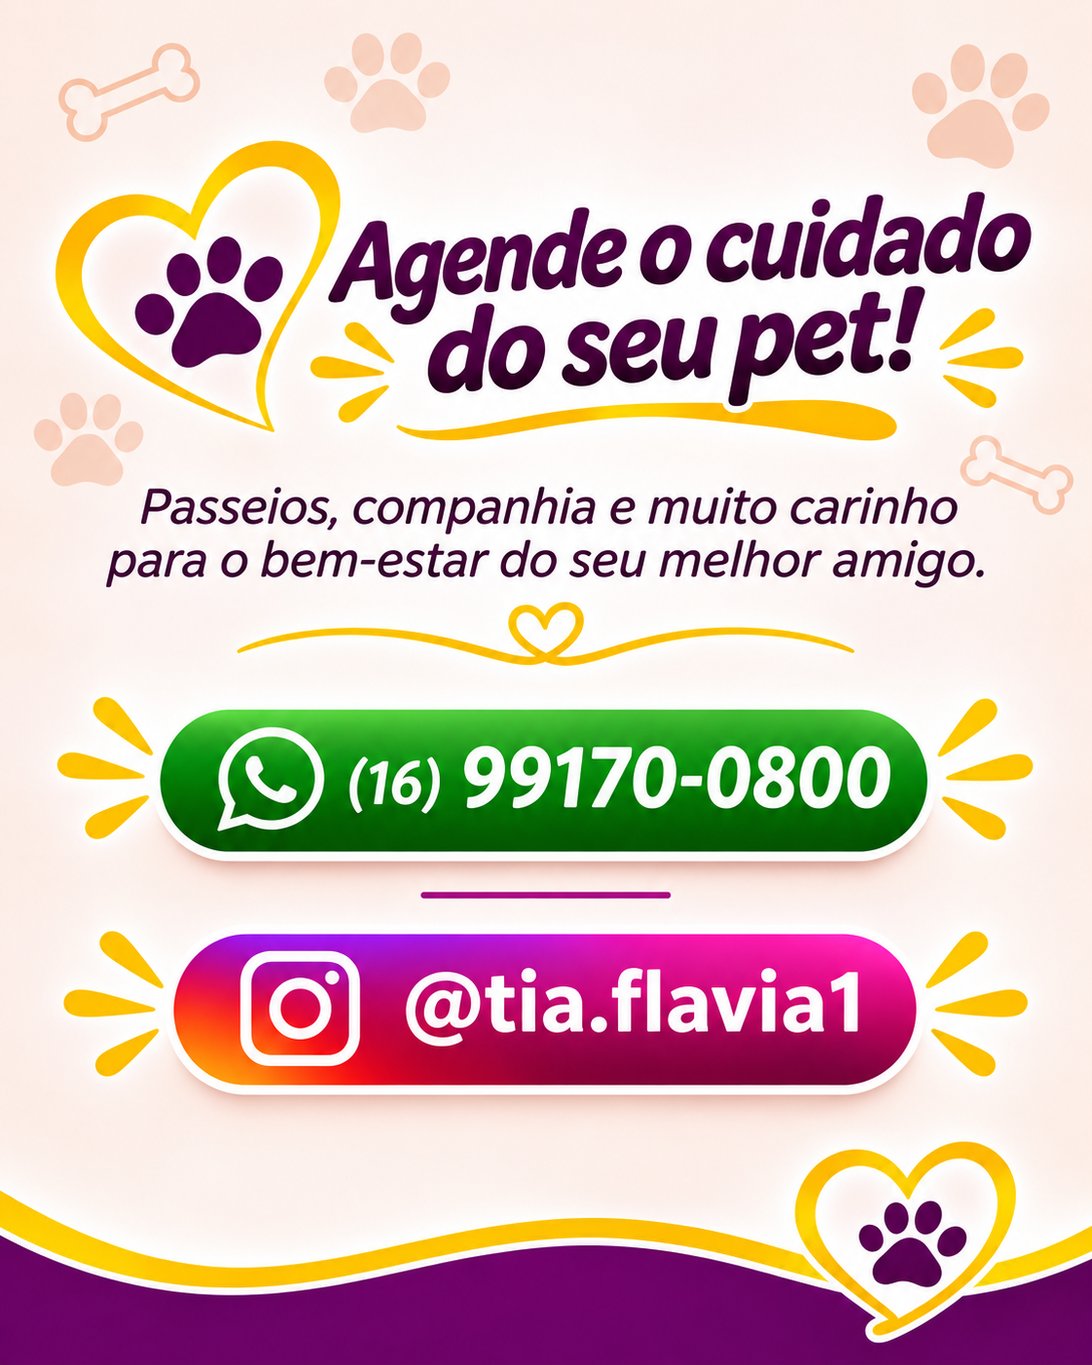 Agende o cuidado
do seu pet!
Passeios, companhia e muito carinho
para o bem-estar do seu melhor amigo.
(16) 99170-0800
@tia.flavia1